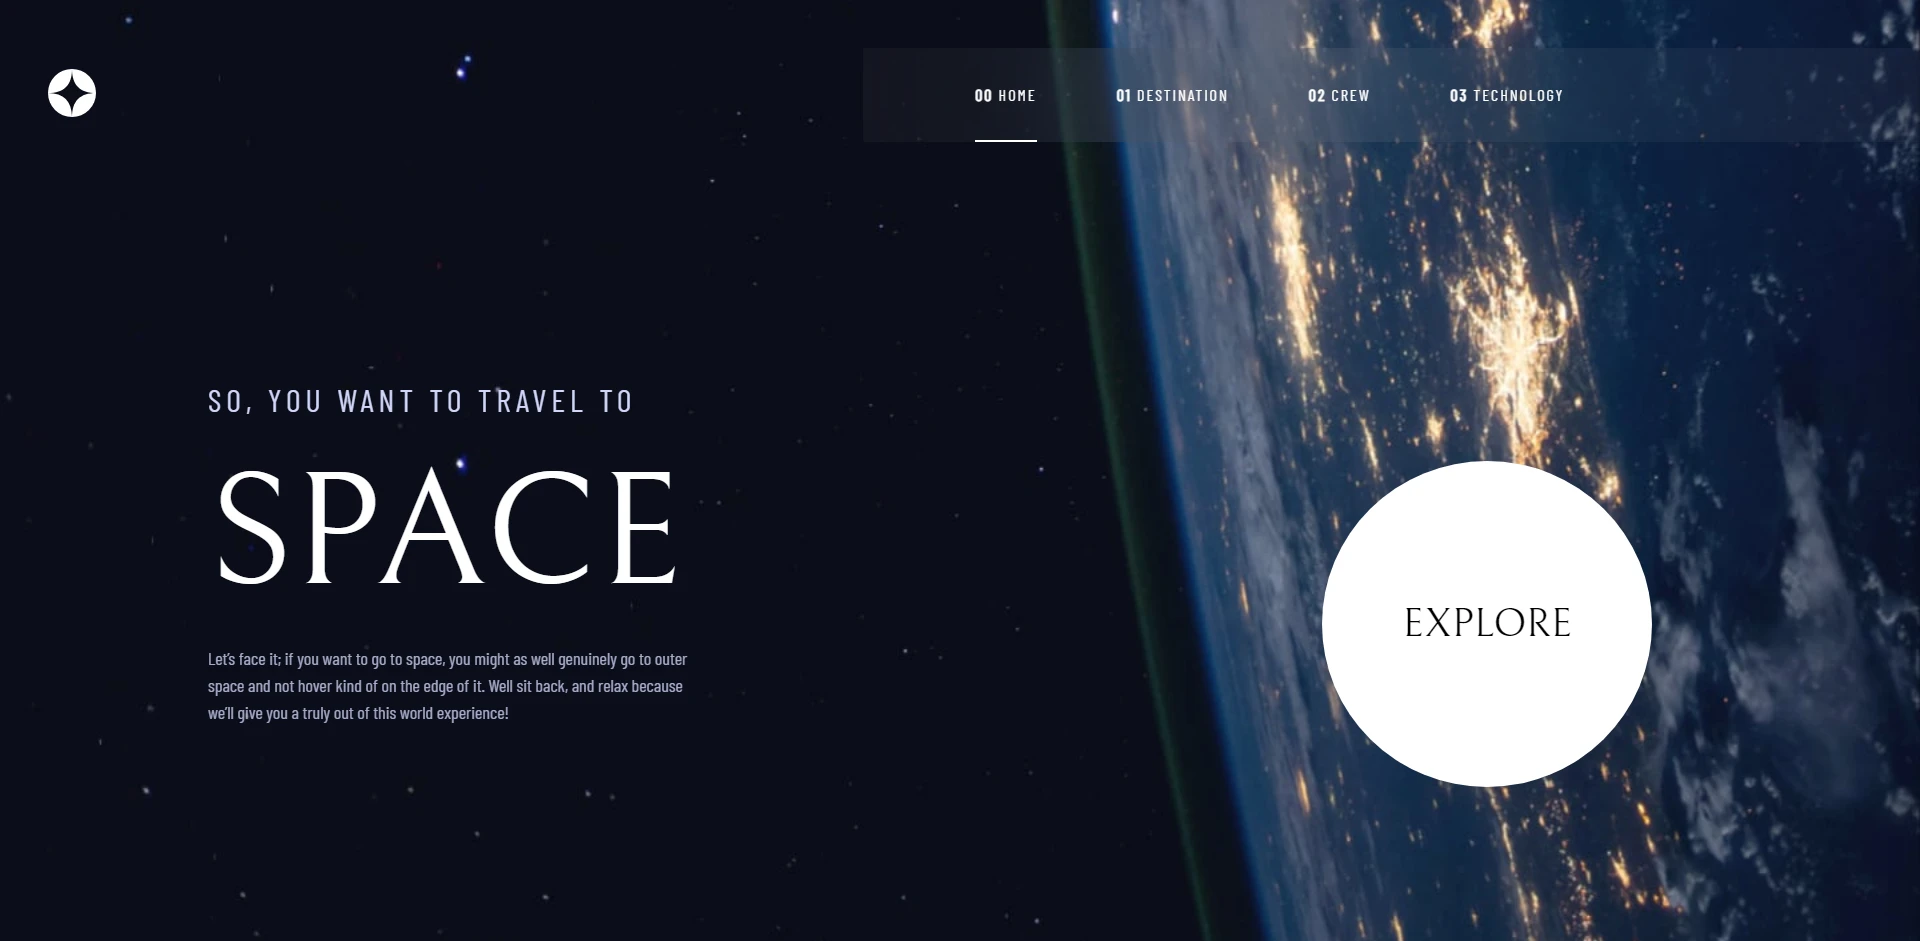 00 HOME
01 DESTINATION
02 CREW
03 TECHNOLOGY
SO, YOU WANT TO TRAVEL TO
SPACE
Let’s face it; if you want to go to space, you might as well genuinely go to outer
space and not hover kind of on the edge of it. Well sit back, and relax because
we’ll give you a truly out of this world experience!
EXPLORE